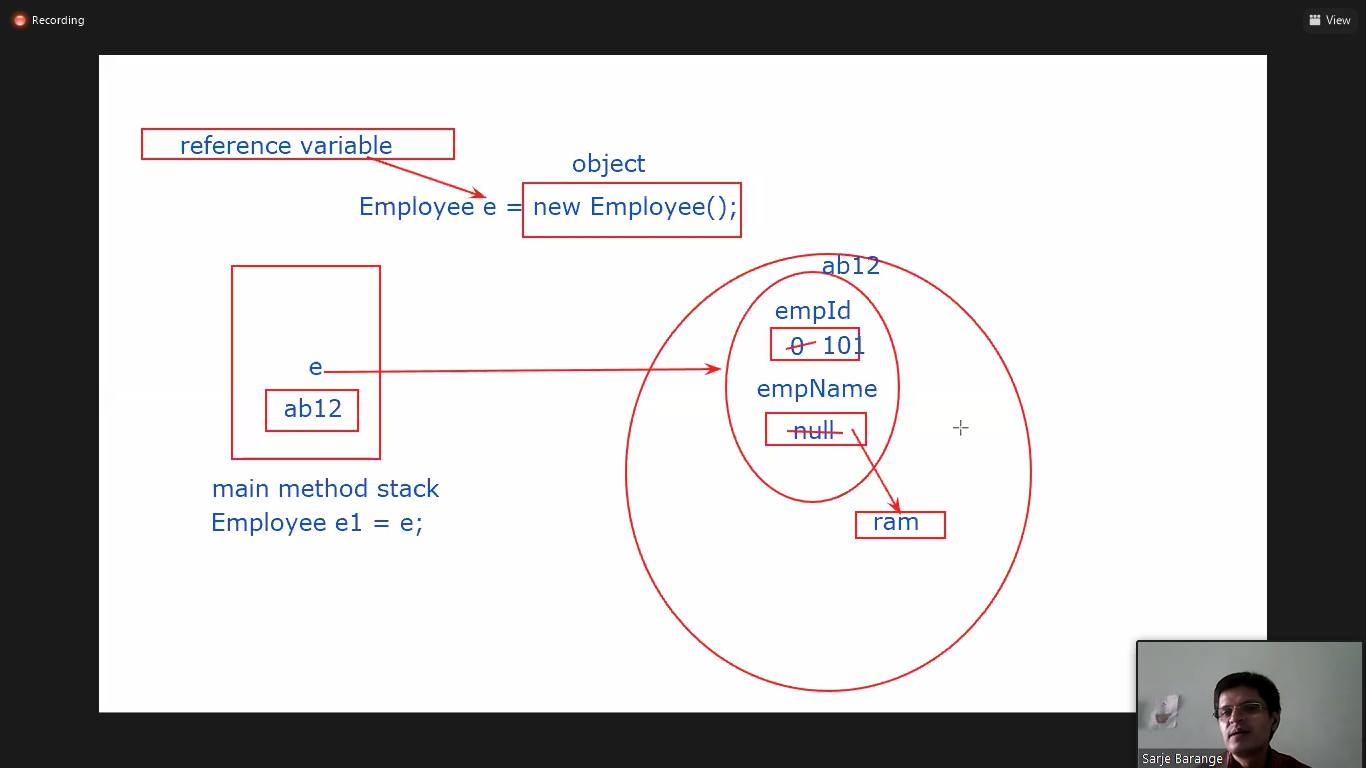 Recording
View
reference variable
object
Employee e = new Employee();
ab12
empId
0 101
e
empName
ab12
null
main method stack
ram
Employee e1 = e;
Sarje Barange